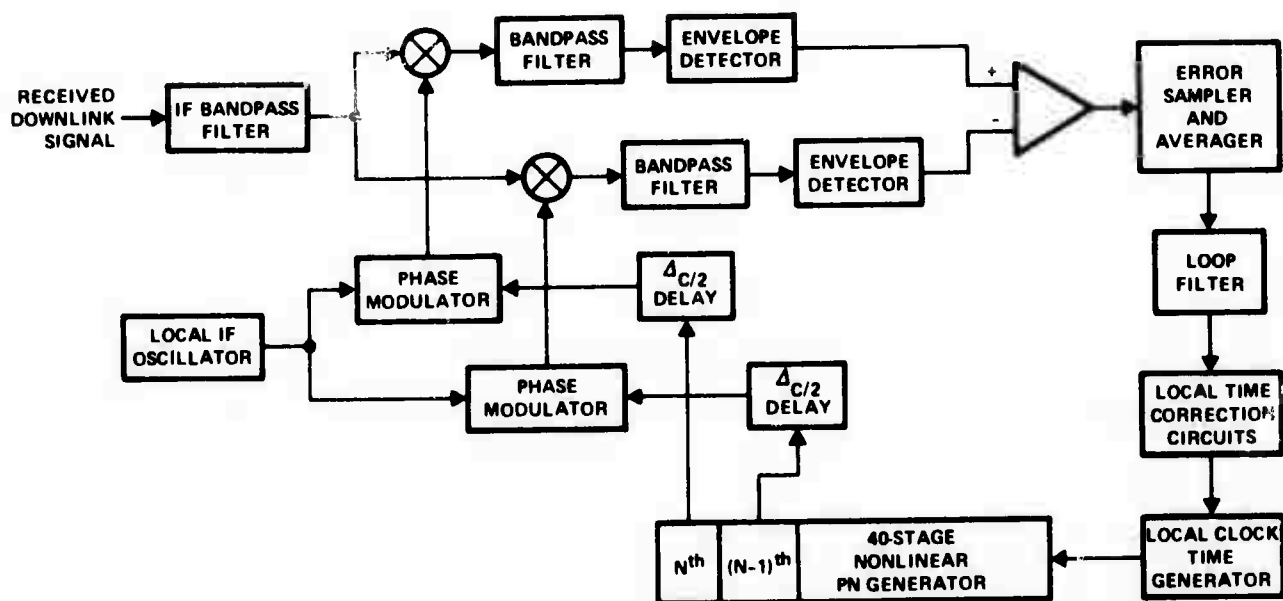 RECEIVED
DOWNLINK
SIGNAL
IF BANDPASS
FILTER
BANDPASS
FILTER
ENVELOPE
DETECTOR
+
-
ERROR
SAMPLER
AND
AVERAGER
BANDPASS
FILTER
ENVELOPE
DETECTOR
PHASE
MODULATOR
ΔC/2
DELAY
LOOP
FILTER
LOCAL IF
OSCILLATOR
PHASE
MODULATOR
ΔC/2
DELAY
LOCAL TIME
CORRECTION
CIRCUITS
Nth
(N-1)th
40-STAGE
NONLINEAR
PN GENERATOR
LOCAL CLOCK
TIME
GENERATOR